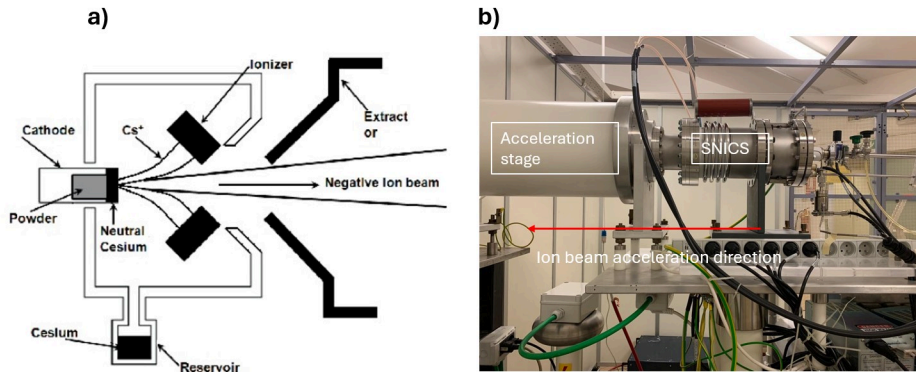 a)
Ionizer
Cs+
Cathode
Extract
or
Negative Ion beam
Powder
Neutral
Cesium
Cesium
Reservoir
b)
Acceleration
stage
SNICS
Ion beam acceleration direction